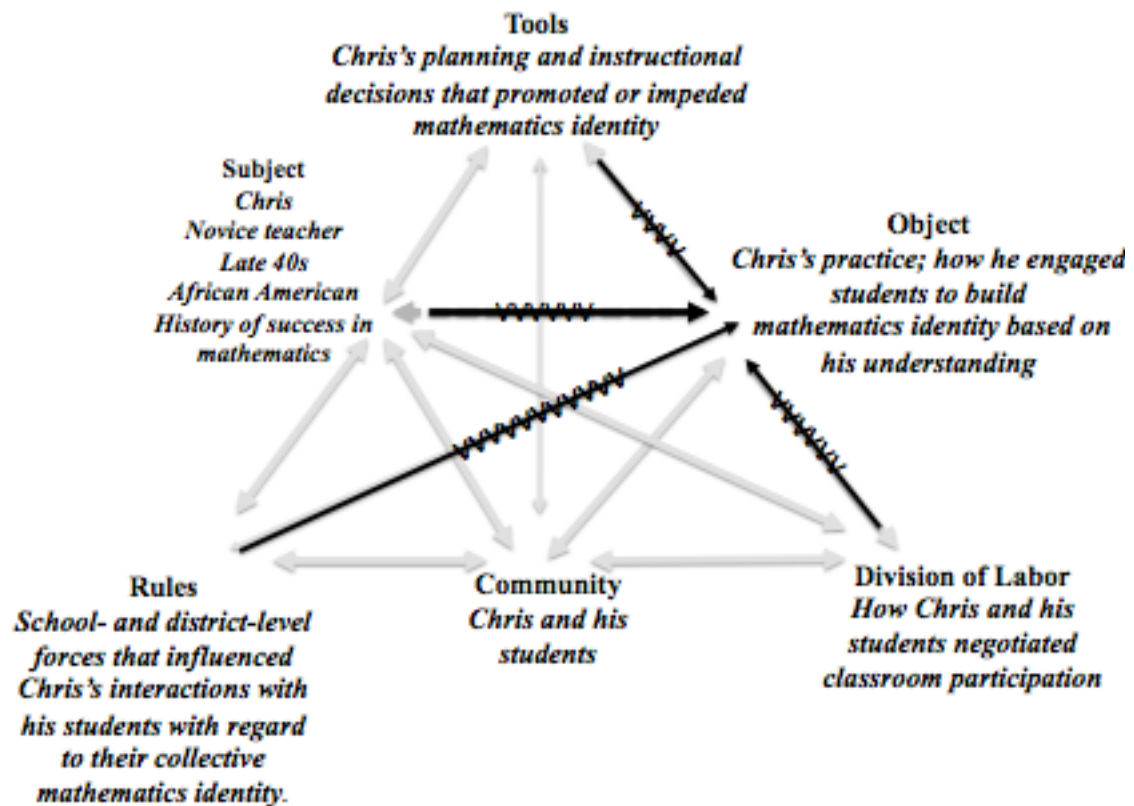 Tools
Chris's planning and instructional
decisions that promoted or impeded
mathematics identity
Subject
Chris
Novice teacher
Late 40s
African American
History of success in
mathematics
Object
Chris's practice; how he engaged
students to build
mathematics identity based on
his understanding
Rules
School- and district-level
forces that influenced
Chris's interactions with
his students with regard
to their collective
mathematics identity.
Community
Chris and his
students
Division of Labor
How Chris and his
students negotiated
classroom participation